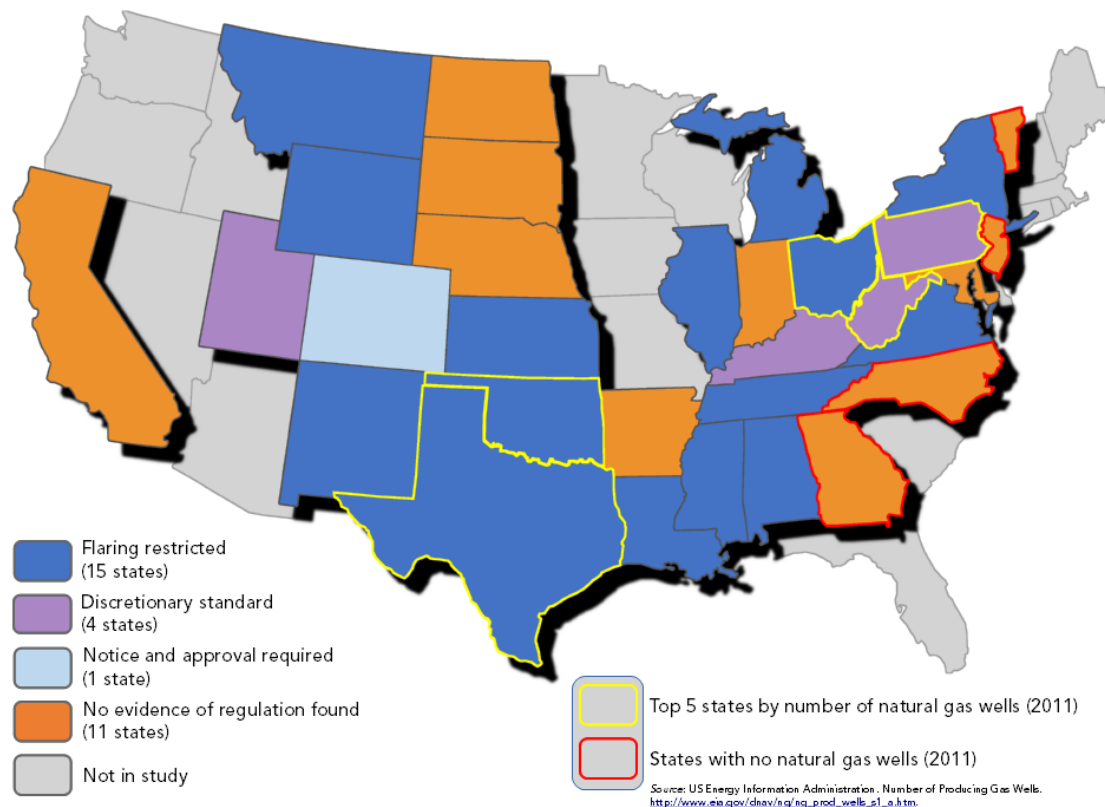 Flaring restricted
(15 states)
Discretionary standard
(4 states)
Notice and approval required
(1 state)
No evidence of regulation found
(11 states)
Not in study
Top 5 states by number of natural gas wells (2011)
States with no natural gas wells (2011)
Source: US Energy Information Administration. Number of Producing Gas Wells.
http://www.eia.gov/dnav/ng/ng_prod_wells_s1_a.htm.